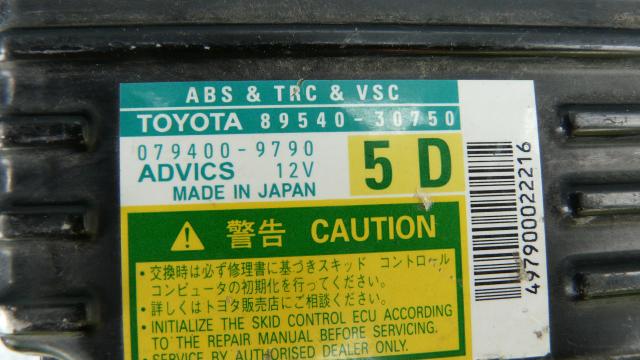 ABS & TRC & VSC
TOYOTA 89540-30750
079400-9790
ADVICS 12V
MADE IN JAPAN
5D
警告 CAUTION
・交換時は必ず修理書に基づきスキッド コントロール
コンピュータの初期化を行ってください。
・詳しくはトヨタ販売店にご相談ください。
• INITIALIZE THE SKID CONTROL ECU ACCORDING
TO THE REPAIR MANUAL BEFORE SERVICING.
• SERVICE BY AUTHORISED DEALER ONLY.
497900022216